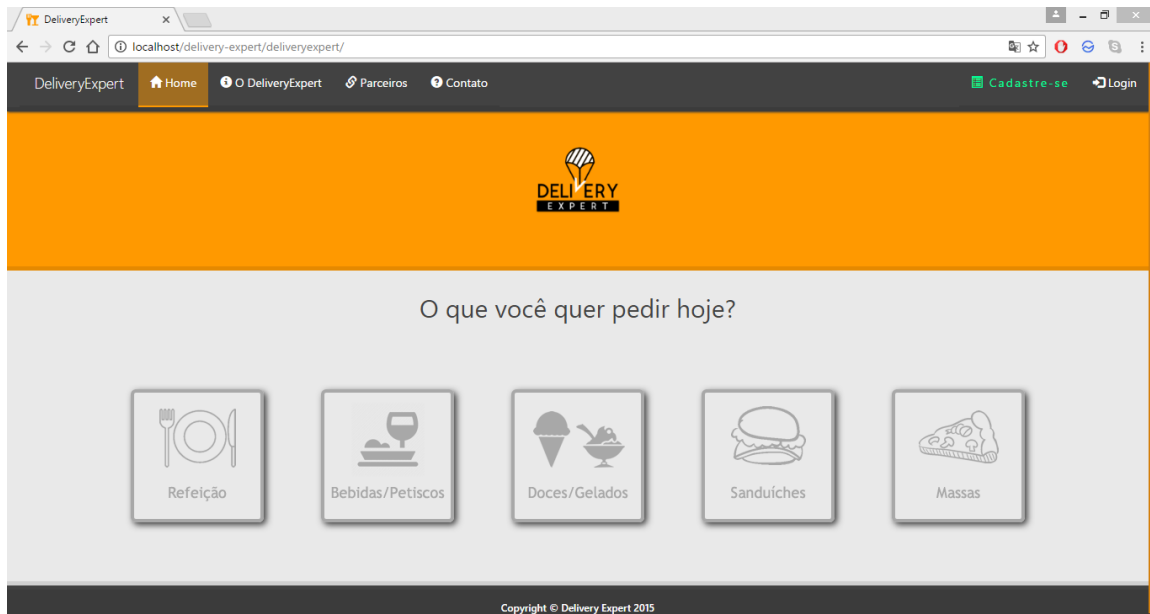 DeliveryExpert
localhost/delivery-expert/deliveryexpert/
DeliveryExpert Home O DeliveryExpert Parceiros Contato Cadastre-se Login
DELIVERY
EXPERT
O que você quer pedir hoje?
Refeição Bebidas/Petiscos Doces/Gelados Sanduíches Massas
Copyright © Delivery Expert 2015